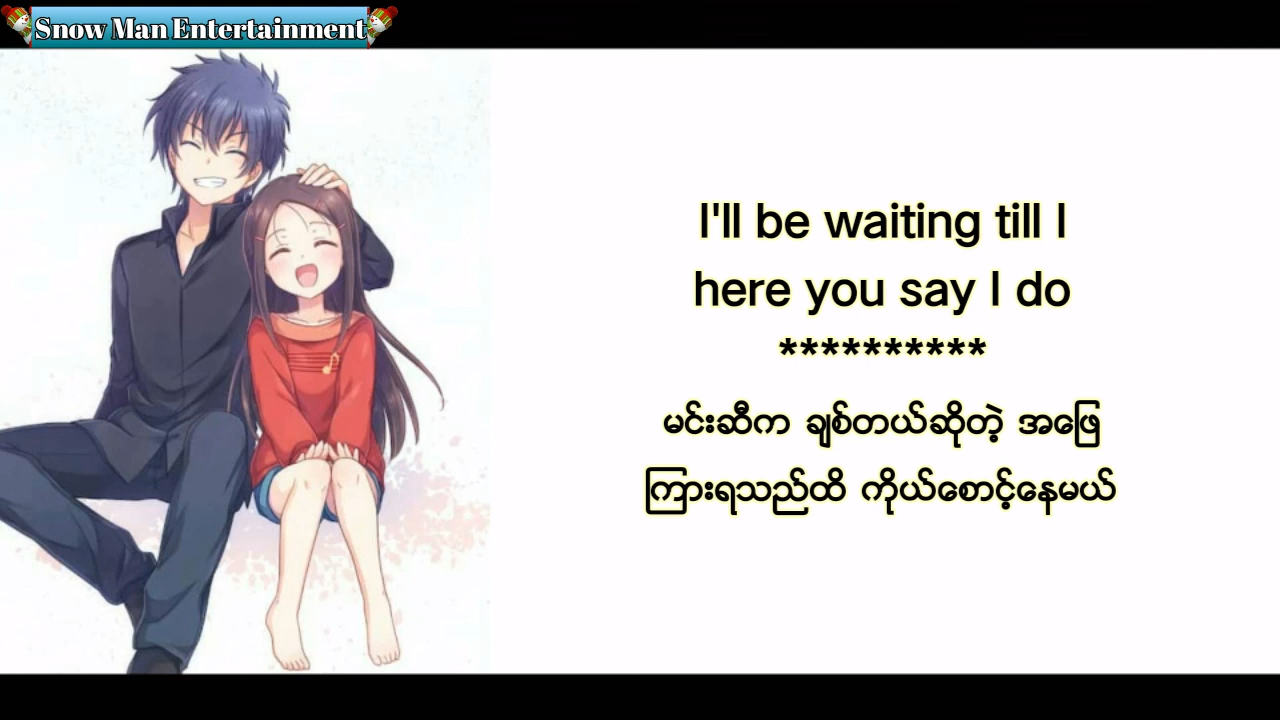 Snow Man Entertainment
I'll be waiting till I
here you say I do
**********
မင်းဆီက ချစ်တယ်ဆိုတဲ့ အဖြေ
ကြားရသည်ထိ ကိုယ်စောင့်နေမယ်